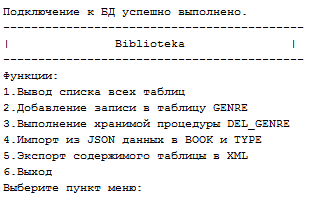 Подключение к БД успешно выполнено.
-------------------------------------------
|               Biblioteka               |
-------------------------------------------
Функции:
1.Вывод списка всех таблиц
2.Добавление записи в таблицу GENRE
3.Выполнение хранимой процедуры DEL_GENRE
4.Импорт из JSON данных в BOOK и TYPE
5.Экспорт содержимого таблицы в XML
6.Выход
Выберите пункт меню: